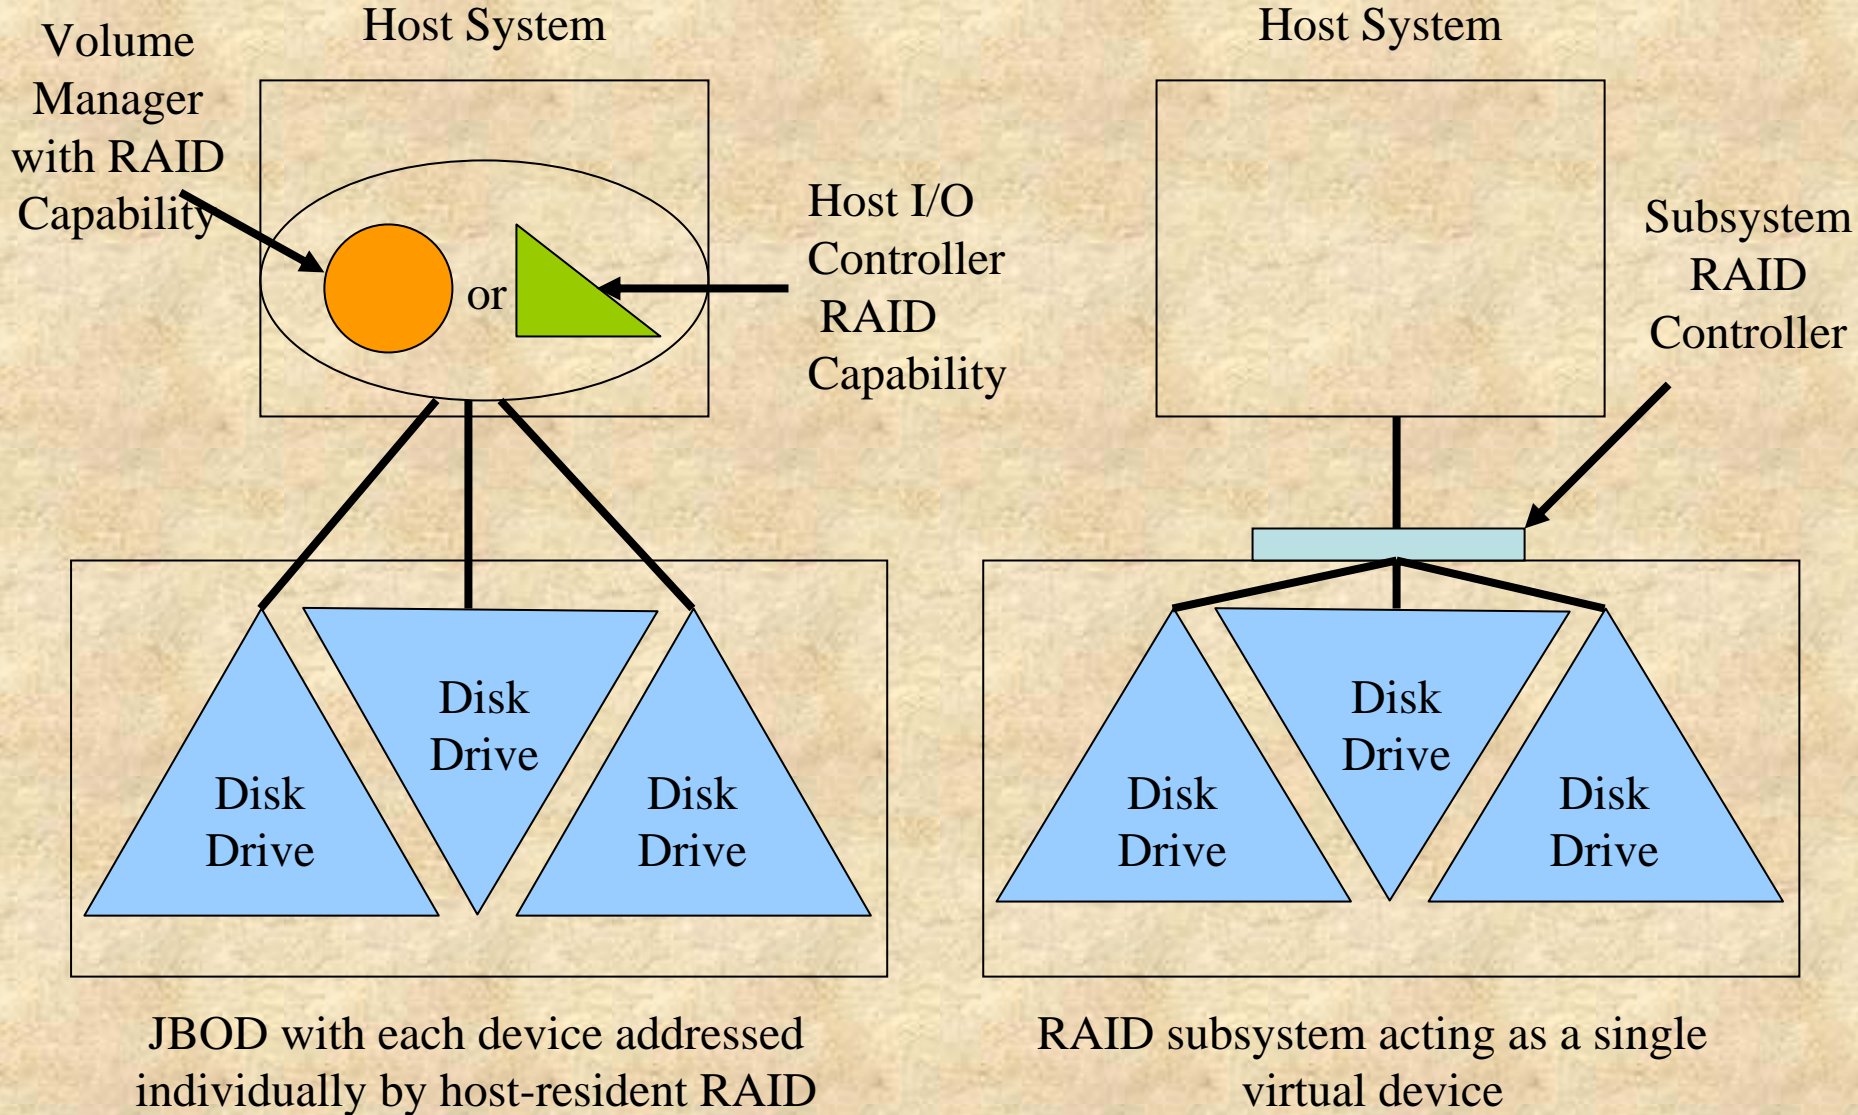 Volume
Manager
with RAID
Capability
Host System
or
Host I/O
Controller
RAID
Capability
Disk
Drive
Disk
Drive
Disk
Drive
JBOD with each device addressed
individually by host-resident RAID
Host System
Subsystem
RAID
Controller
Disk
Drive
Disk
Drive
Disk
Drive
RAID subsystem acting as a single
virtual device